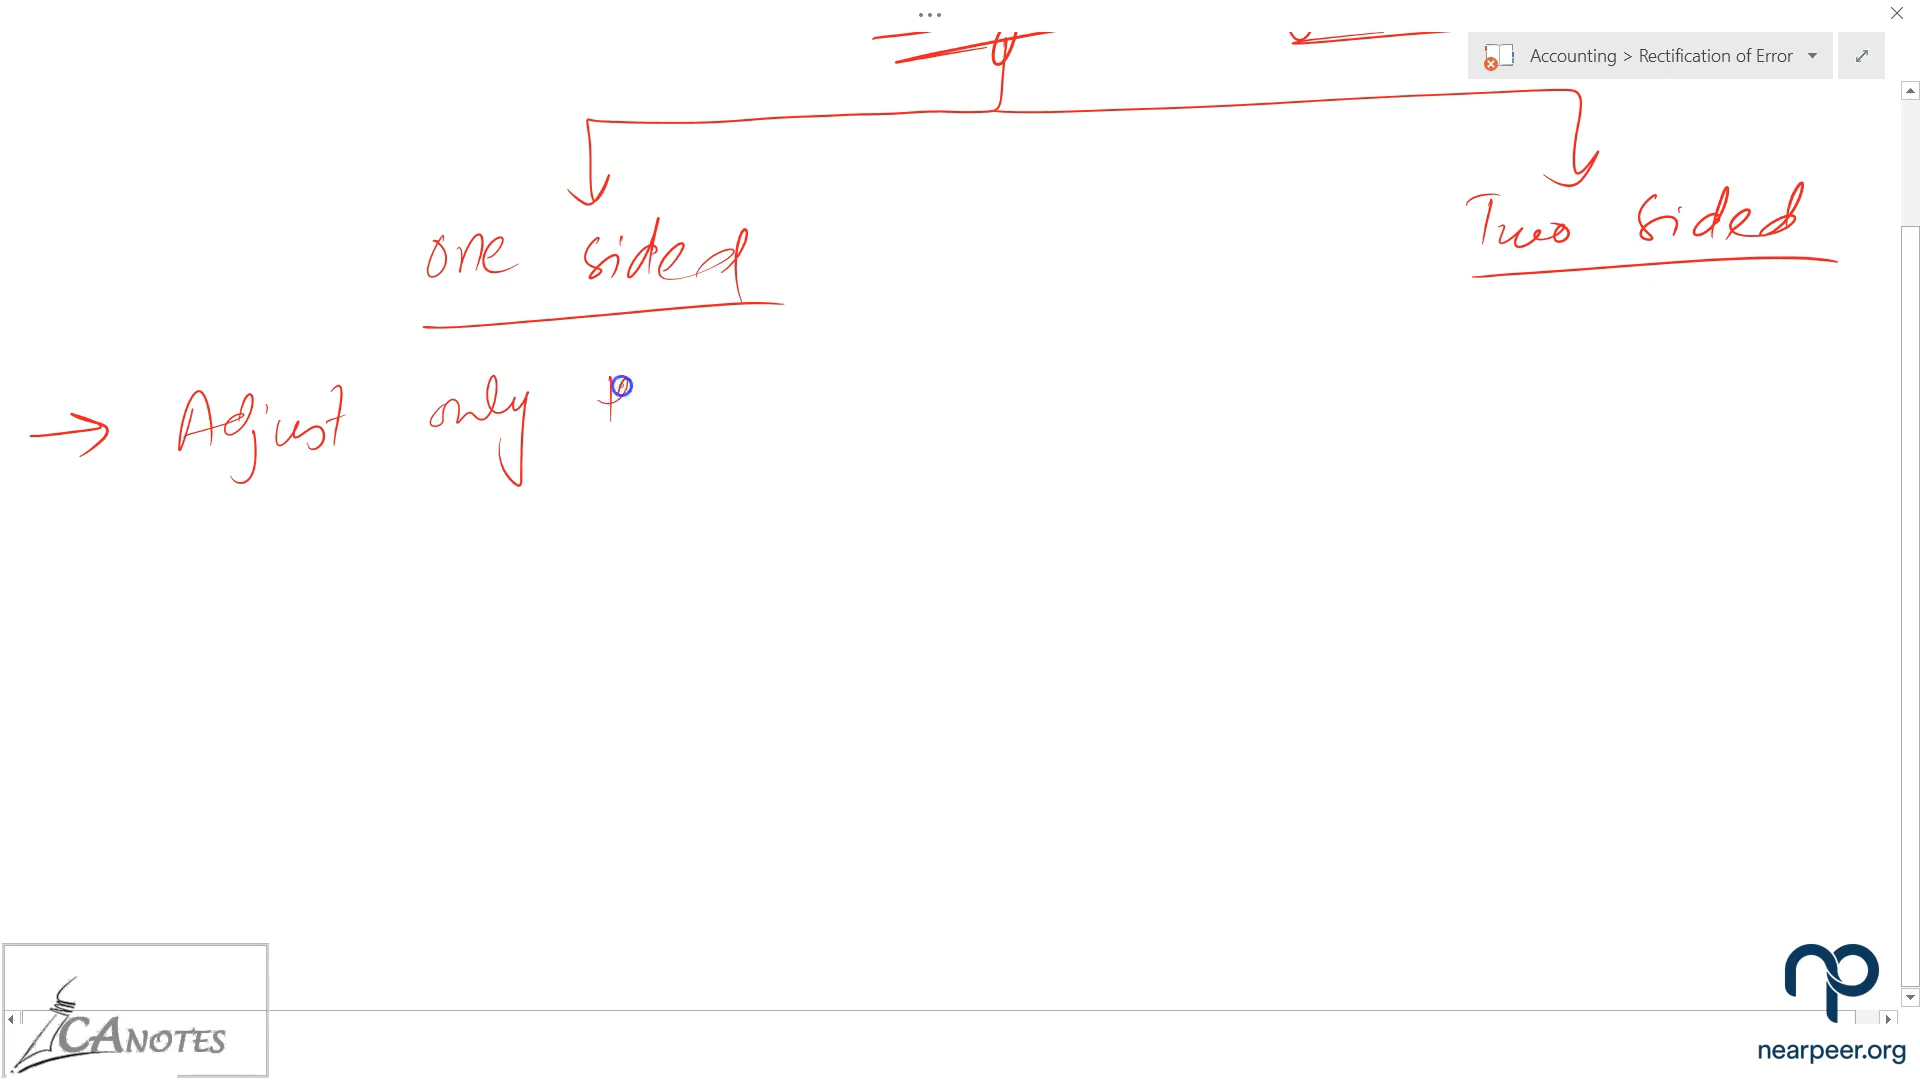 Accounting > Rectification of Error
one sided
Two sided
→ Adjust only
CANOTES
nearpeer.org